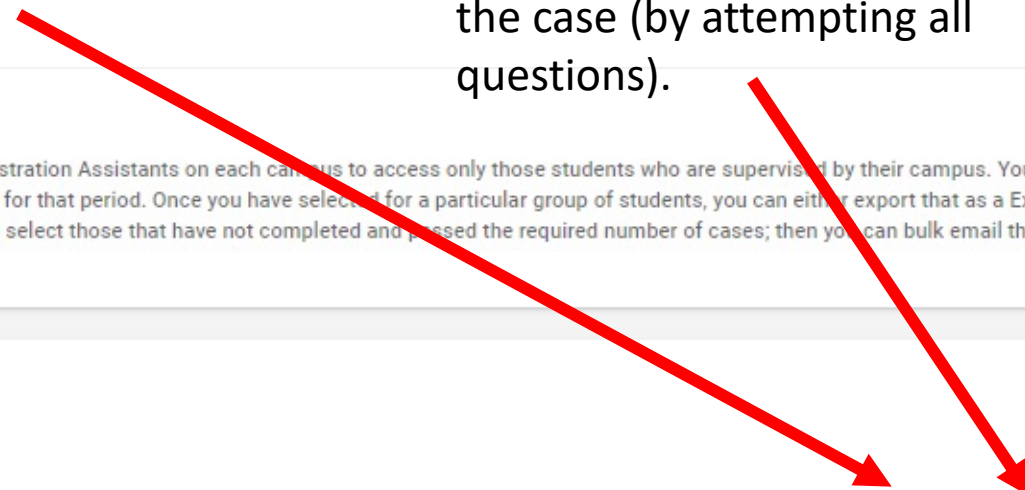 the case (by attempting all
questions).
stration Assistants on each campus to access only those students who are supervised by their campus. You
for that period. Once you have selected for a particular group of students, you can either export that as a Ex
select those that have not completed and passed the required number of cases; then you can bulk email th